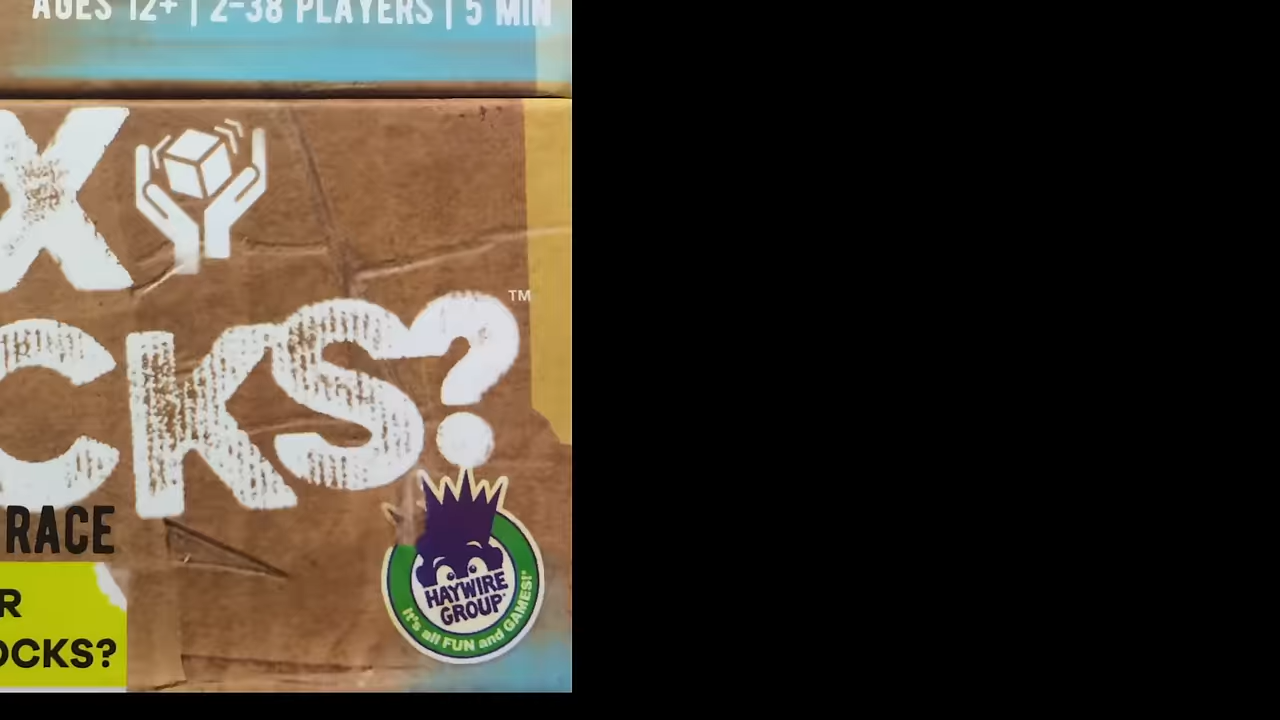 AGES 12+ | 2-38 PLAYERS | 5 MIN
X
CKS?™
RACE
R
OCKS?
HAYWIRE
GROUP
It's all FUN and GAMES!